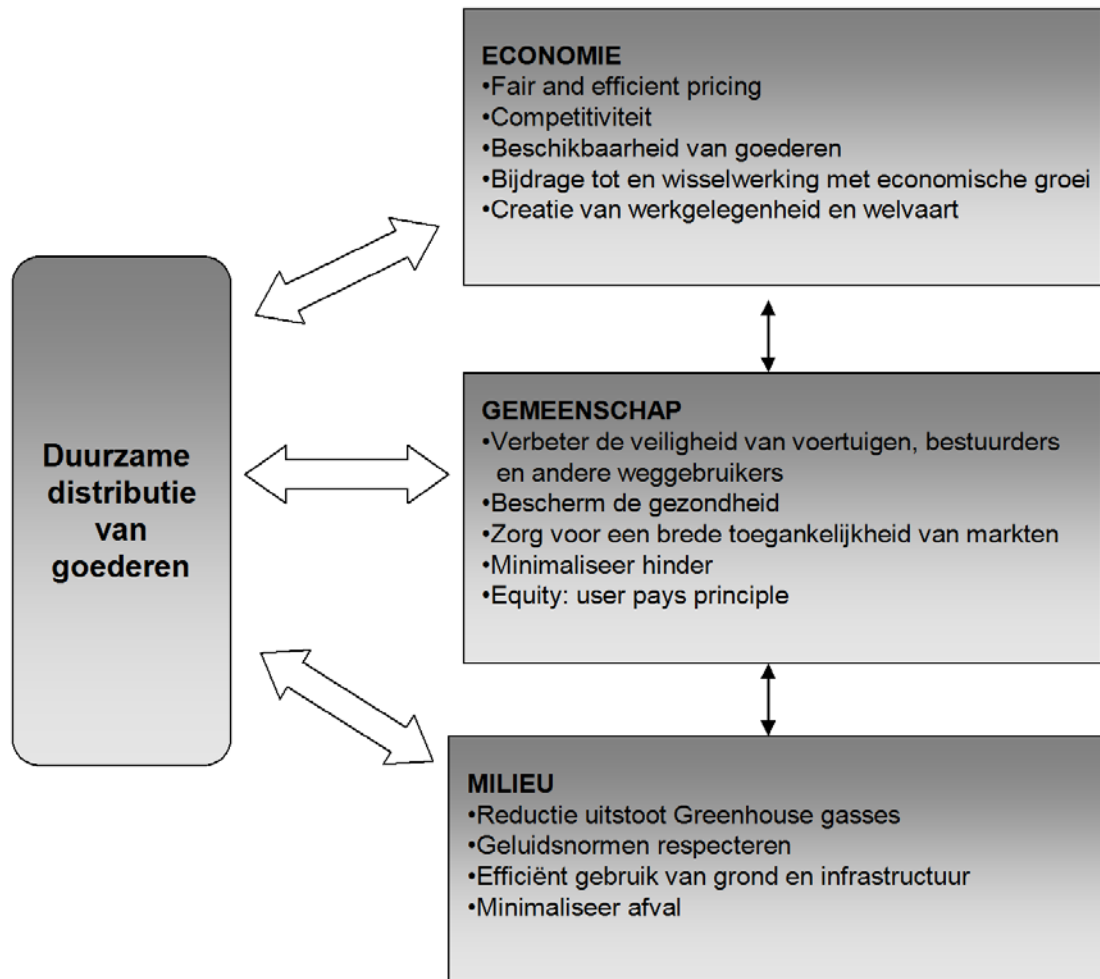 Duurzame
distributie
van
goederen
ECONOMIE
•Fair and efficient pricing
•Competitiviteit
•Beschikbaarheid van goederen
•Bijdrage tot en wisselwerking met economische groei
•Creatie van werkgelegenheid en welvaart
GEMEENSCHAP
•Verbeter de veiligheid van voertuigen, bestuurders
en andere weggebruikers
•Bescherm de gezondheid
•Zorg voor een brede toegankelijkheid van markten
•Minimaliseer hinder
•Equity: user pays principle
MILIEU
•Reductie uitstoot Greenhouse gasses
•Geluidsnormen respecteren
•Efficiënt gebruik van grond en infrastructuur
•Minimaliseer afval